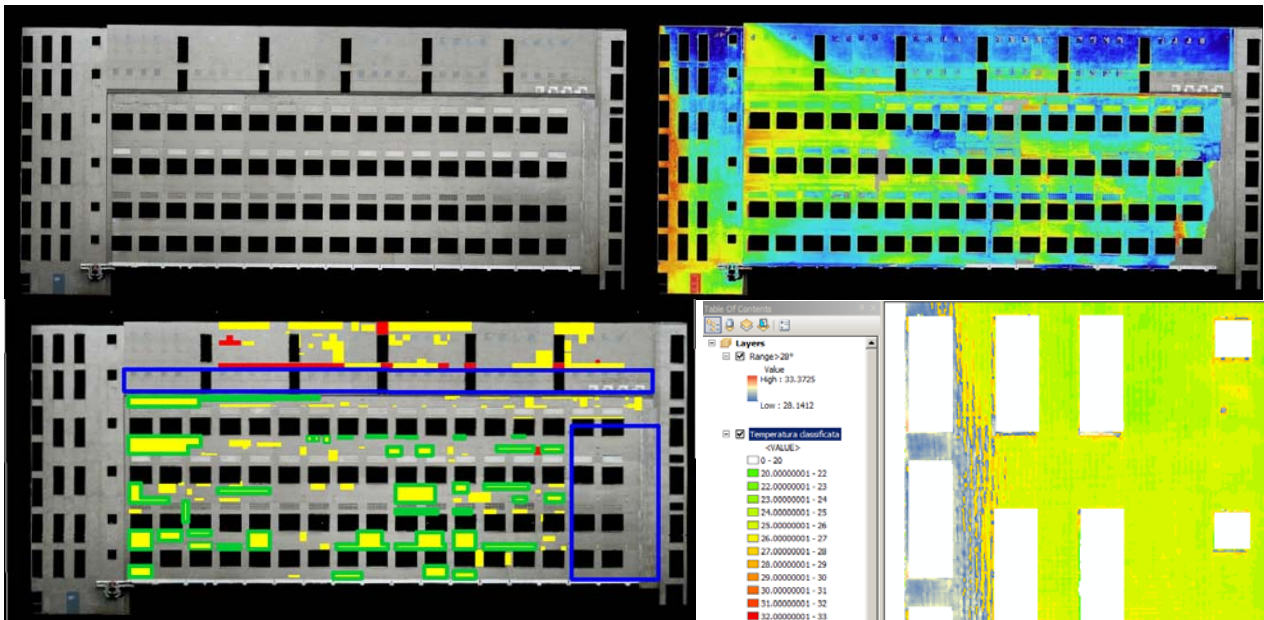 Table Of Contents
Layers
Range>28°
Value
High : 33.3725
Low : 28.1412
Temperatura classificata
<VALUE>
0 - 20
20.00000001 - 22
22.00000001 - 23
23.00000001 - 24
24.00000001 - 25
25.00000001 - 26
26.00000001 - 27
27.00000001 - 28
28.00000001 - 29
29.00000001 - 30
30.00000001 - 31
31.00000001 - 32
32.00000001 - 33